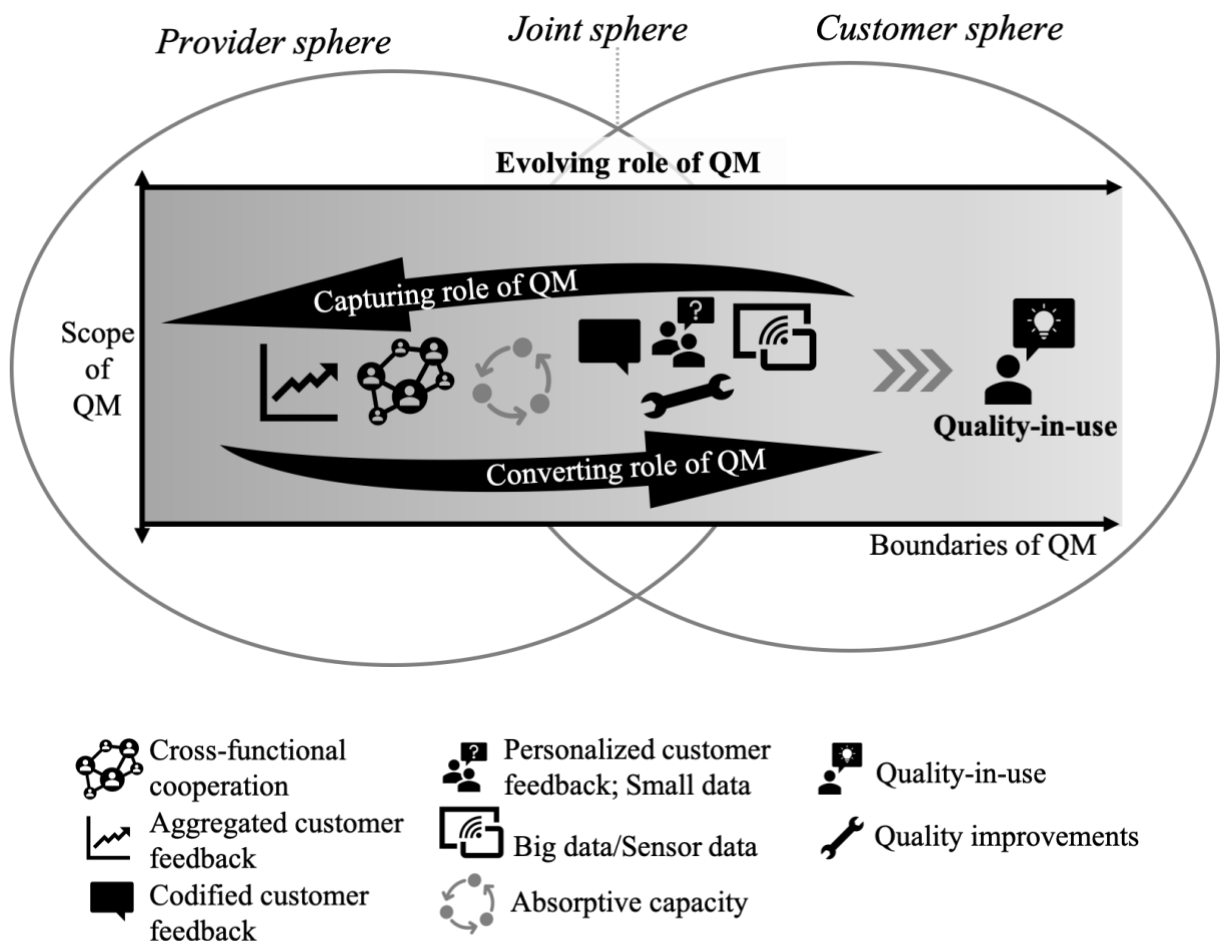 Provider sphere
Joint sphere
Customer sphere
Evolving role of QM
Capturing role of QM
?
Scope
of
QM
Quality-in-use
Converting role of QM
Boundaries of QM
Cross-functional
cooperation
Aggregated customer
feedback
Codified customer
feedback
?
Personalized customer
feedback; Small data
Big data/Sensor data
Absorptive capacity
Quality-in-use
Quality improvements